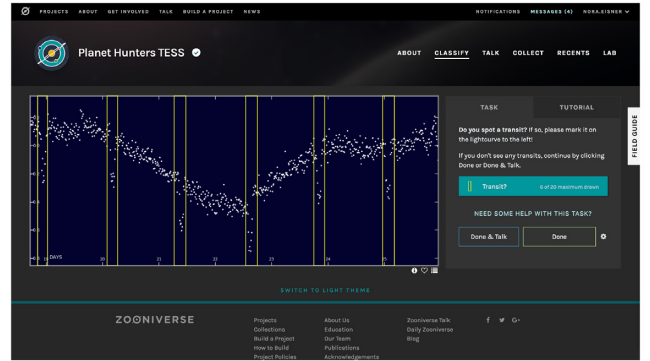 PROJECTS ABOUT GET INVOLVED TALK BUILD A PROJECT NEWS NOTIFICATIONS MESSAGES (4) NORA.EISNER
Planet Hunters TESS
ABOUT CLASSIFY TALK COLLECT RECENTS LAB
TASK TUTORIAL
FIELD GUIDE
Do you spot a transit? If so, please mark it on
the lightcurve to the left!
If you don't see any transits, continue by clicking
Done or Done & Talk.
Transit? 6 of 20 maximum drawn
NEED SOME HELP WITH THIS TASK?
Done & Talk Done
DAYS 20 21 22 23 24 25
SWITCH TO LIGHT THEME
ZOONIVERSE
Projects About Us Zooniverse Talk
Collections Education Daily Zooniverse
Build a Project Our Team Blog
How to Build Publications
Project Policies Acknowledgements